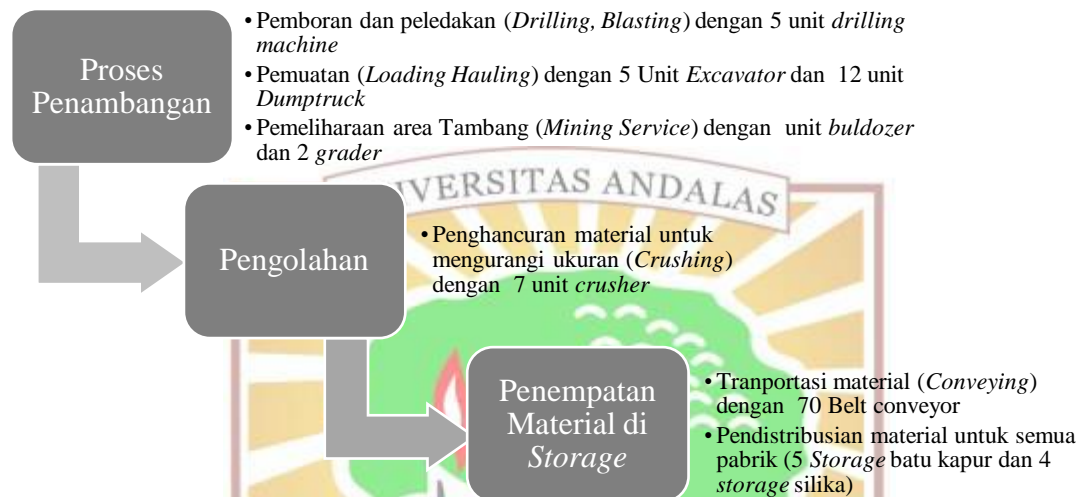 Proses
Penambangan
• Pemboran dan peledakan (Drilling, Blasting) dengan 5 unit drilling
machine
• Pemuatan (Loading Hauling) dengan 5 Unit Excavator dan 12 unit
Dumptruck
• Pemeliharaan area Tambang (Mining Service) dengan unit buldozer
dan 2 grader
UNIVERSITAS ANDALAS
Pengolahan
• Penghancuran material untuk
mengurangi ukuran (Crushing)
dengan 7 unit crusher
Penempatan
Material di
Storage
• Tranportasi material (Conveying)
dengan 70 Belt conveyor
• Pendistribusian material untuk semua
pabrik (5 Storage batu kapur dan 4
storage silika)